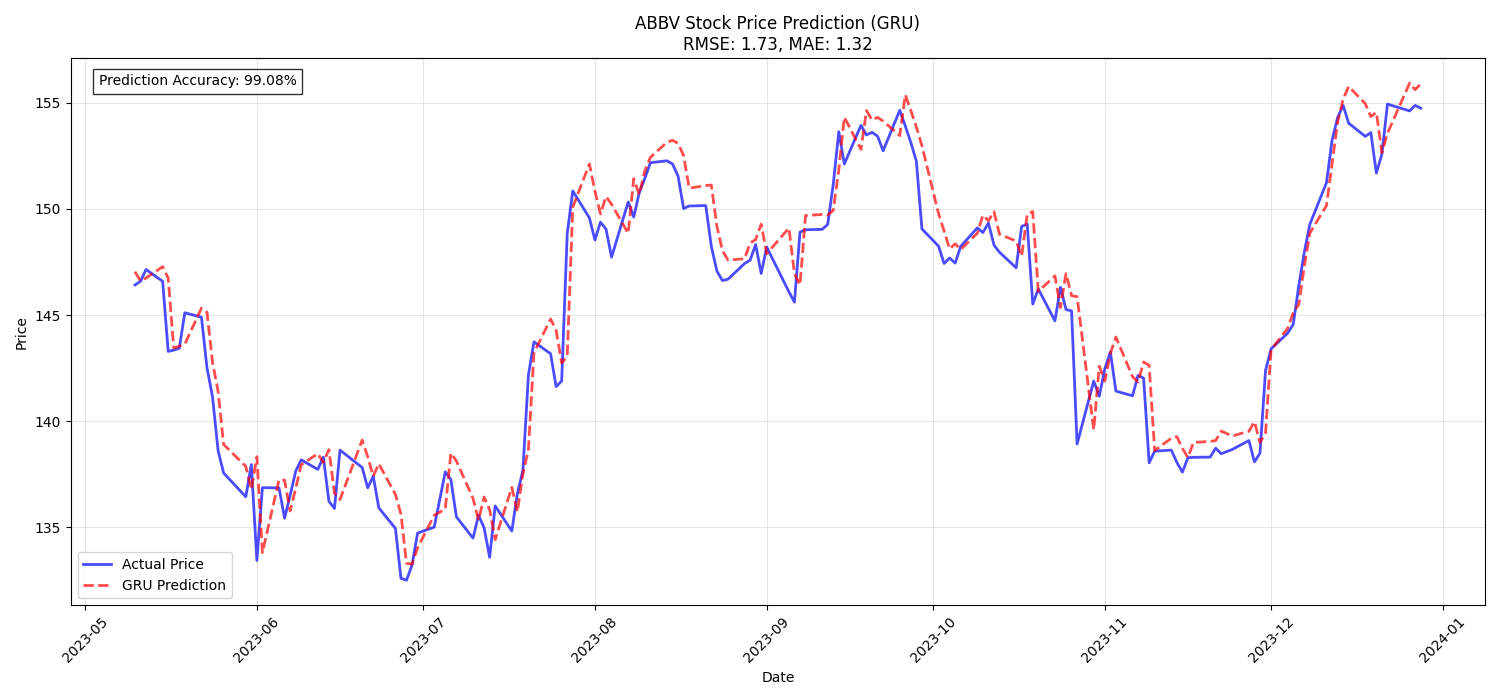 ABBV Stock Price Prediction (GRU)
RMSE: 1.73, MAE: 1.32
Prediction Accuracy: 99.08%
155
150
145
140
135
Price
Actual Price
GRU Prediction
2023-05
2023-06
2023-07
2023-08
2023-09
2023-10
2023-11
2023-12
2024-01
Date